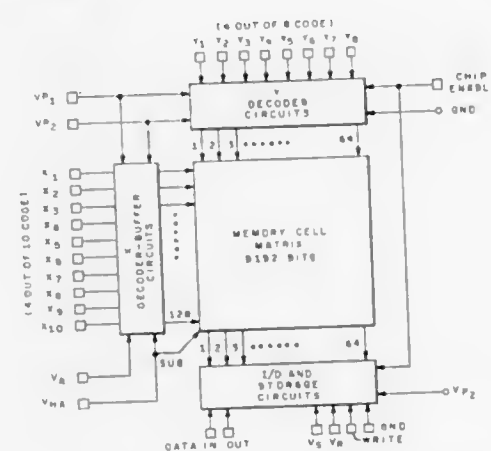 (4 OUT OF 8 CODE)
Y1 Y2 Y3 Y4 Y5 Y6 Y7 Y8
VP1
VP2
Y
DECODER
CIRCUITS
CHIP
ENABL
GND
1 2 3 64
(4 OUT OF 10 CODE)
X1
X2
X3
X4
X5
X6
X7
X8
X9
X10
X
DECODER-BUFFER
CIRCUITS
128
MEMORY CELL
MATRIX
8192 BITS
VA
VHA
SUB
1 2 3 64
I/O AND
STORAGE
CIRCUITS
VP2
DATA IN OUT
VS VR WRITE GND